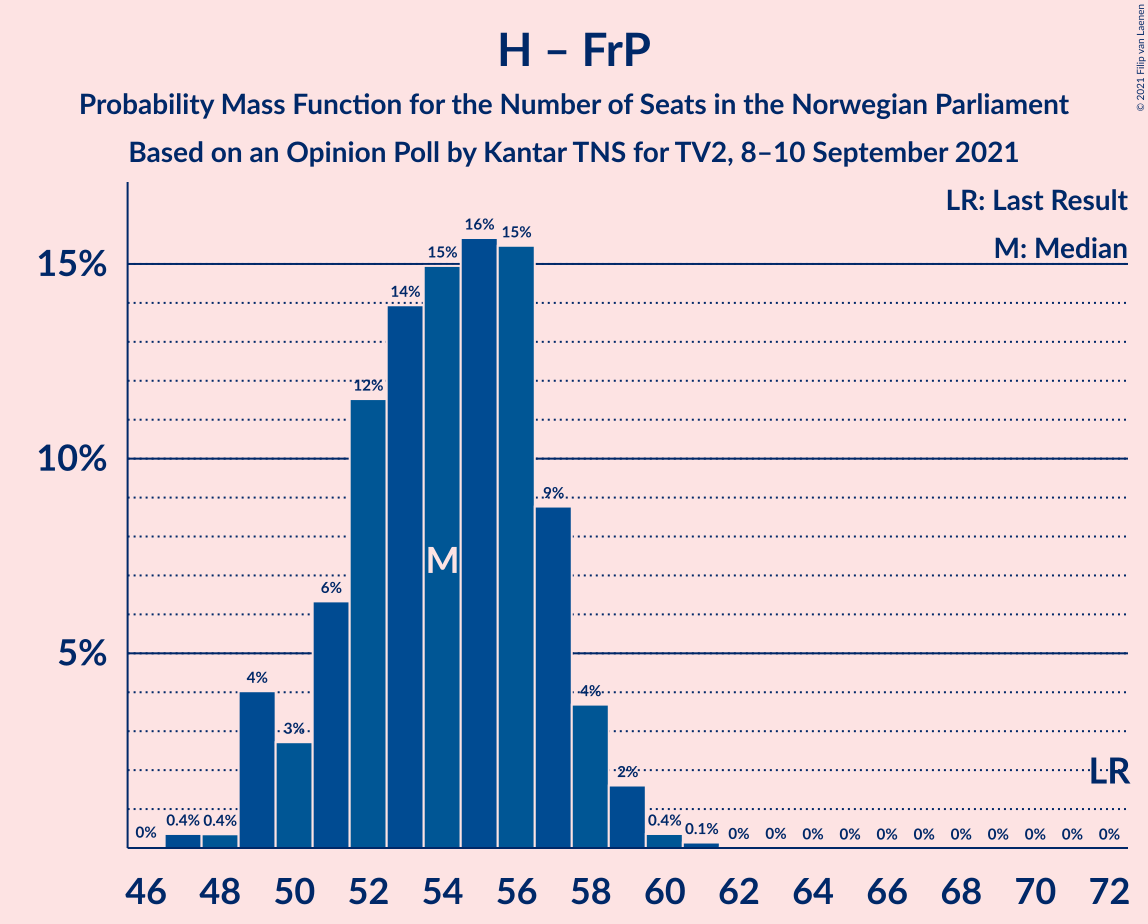 H – FrP
Probability Mass Function for the Number of Seats in the Norwegian Parliament
Based on an Opinion Poll by Kantar TNS for TV2, 8–10 September 2021
© 2021 Filip van Laenen
LR: Last Result
M: Median
15%
10%
5%
0% 0.4% 0.4% 4% 3% 6% 12% 14% 15% 16% 15% 9% 4% 2% 0.4% 0.1% 0% 0% 0% 0% 0% 0% 0% 0% 0% 0% 0%
M
LR
46 48 50 52 54 56 58 60 62 64 66 68 70 72